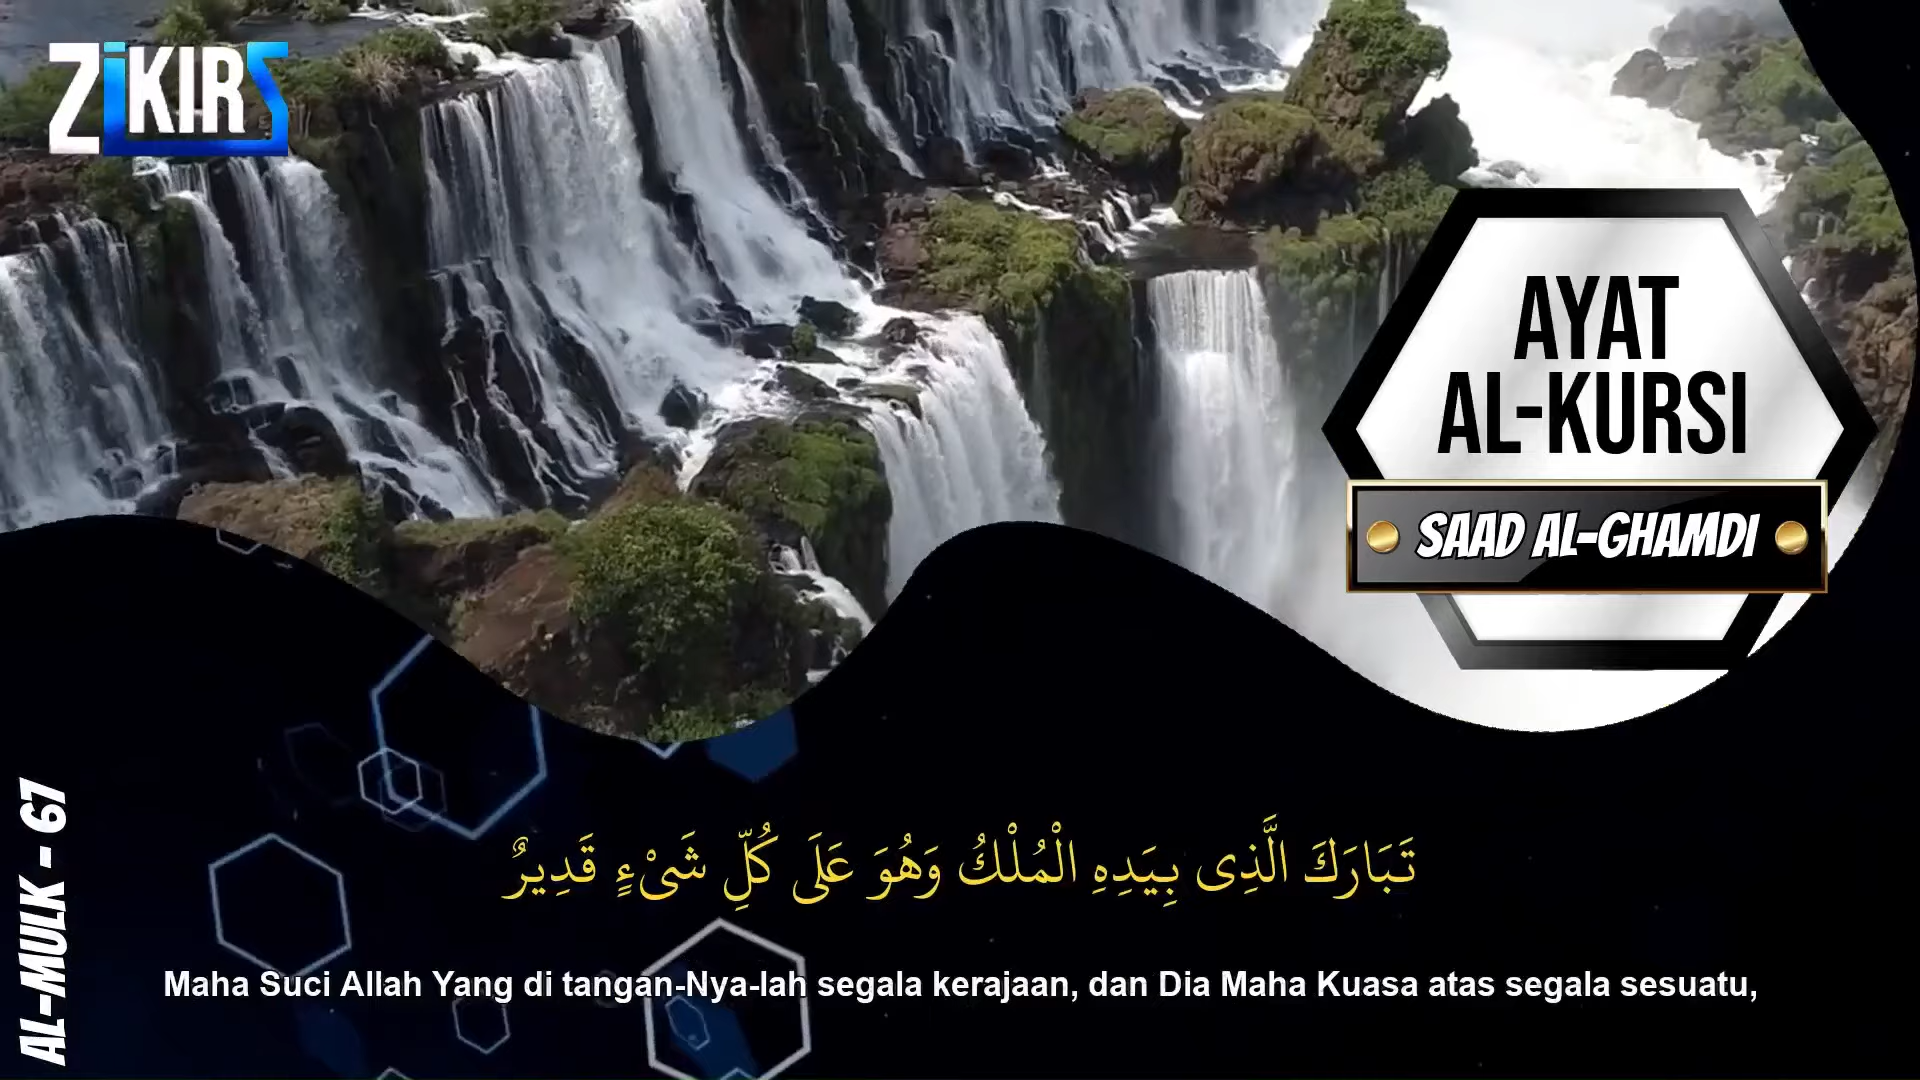 ZiKIRS
AYAT
AL-KURSI
SAAD AL-GHAMDI
AL-MULK - 67
تَبَارَكَ الَّذِى بِيَدِهِ الْمُلْكُ وَهُوَ عَلَى كُلِّ شَىْءٍ قَدِيرٌ
Maha Suci Allah Yang di tangan-Nya-lah segala kerajaan, dan Dia Maha Kuasa atas segala sesuatu,